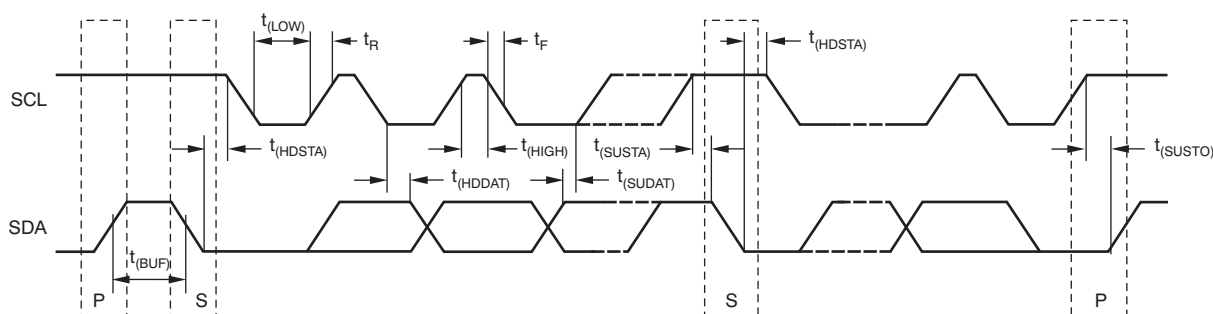 t(LOW)
tR
tF
t(HDSTA)
SCL
t(HDSTA)
t(HIGH)
t(SUSTA)
t(SUSTO)
t(HDDAT)
t(SUDAT)
SDA
t(BUF)
P
S
S
P